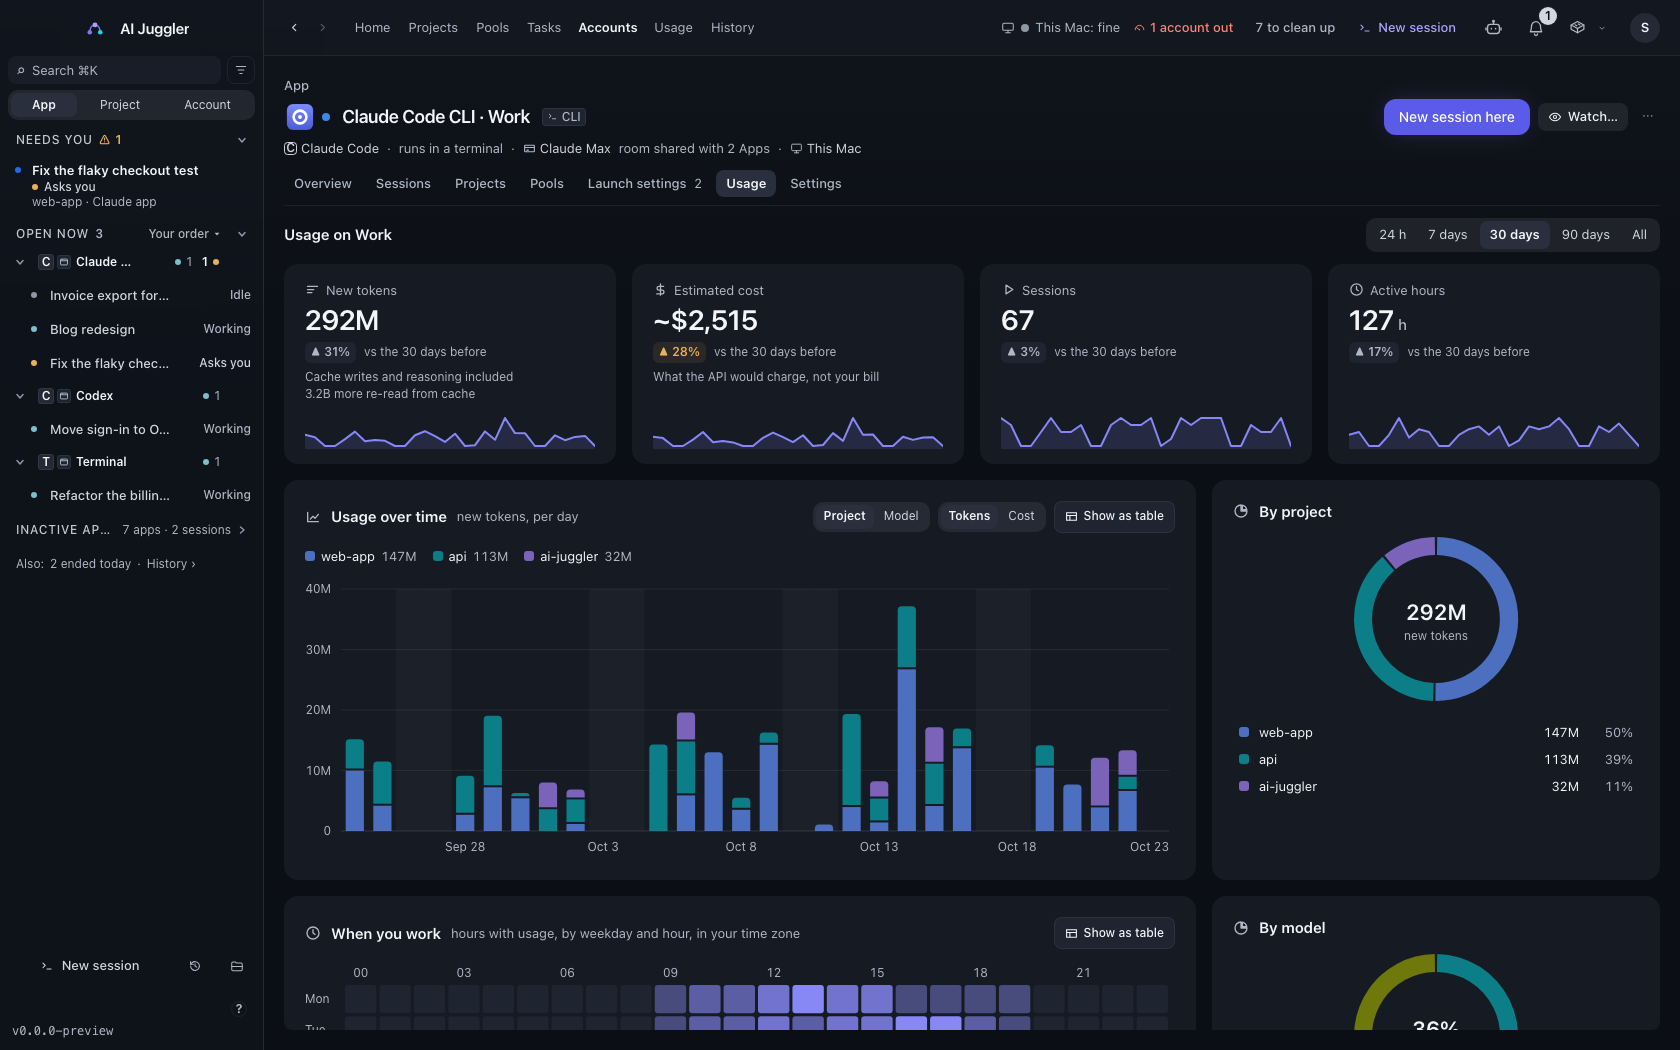 AI Juggler
Search ⌘K
App Project Account
NEEDS YOU 1
Fix the flaky checkout test
Asks you
web-app · Claude app
OPEN NOW 3 Your order
C Claude ... 1 1
Invoice export for... Idle
Blog redesign Working
Fix the flaky chec... Asks you
C Codex 1
Move sign-in to O... Working
T Terminal 1
Refactor the billin... Working
INACTIVE AP... 7 apps · 2 sessions
Also: 2 ended today · History ›
New session
?
v0.0.0-preview
Home Projects Pools Tasks Accounts Usage History
This Mac: fine 1 account out 7 to clean up New session 1 S
App
Claude Code CLI · Work CLI
New session here Watch... ...
C Claude Code · runs in a terminal · Claude Max room shared with 2 Apps · This Mac
Overview Sessions Projects Pools Launch settings 2 Usage Settings
Usage on Work
24 h 7 days 30 days 90 days All
New tokens
292M
31% vs the 30 days before
Cache writes and reasoning included
3.2B more re-read from cache
Estimated cost
~$2,515
28% vs the 30 days before
What the API would charge, not your bill
Sessions
67
3% vs the 30 days before
Active hours
127 h
17% vs the 30 days before
Usage over time new tokens, per day
Project Model Tokens Cost Show as table
web-app 147M api 113M ai-juggler 32M
40M
30M
20M
10M
0
Sep 28 Oct 3 Oct 8 Oct 13 Oct 18 Oct 23
By project
292M
new tokens
web-app 147M 50%
api 113M 39%
ai-juggler 32M 11%
When you work hours with usage, by weekday and hour, in your time zone
Show as table
00 03 06 09 12 15 18 21
Mon
Tue
By model
36%